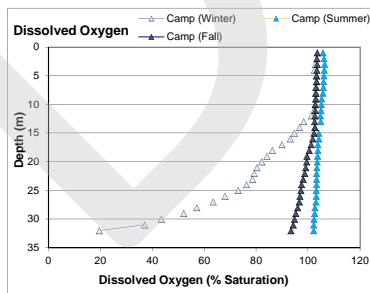 Dissolved Oxygen
Camp (Winter)
Camp (Summer)
Camp (Fall)
0
5
10
15
20
25
30
35
Depth (m)
0
20
40
60
80
100
120
Dissolved Oxygen (% Saturation)